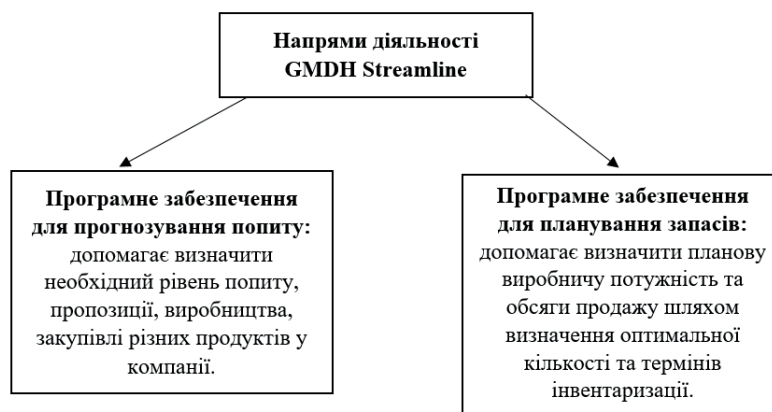 Напрями діяльності
GMDH Streamline
Програмне забезпечення
для прогнозування попиту:
допомагає визначити
необхідний рівень попиту,
пропозиції, виробництва,
закупівлі різних продуктів у
компанії.
Програмне забезпечення
для планування запасів:
допомагає визначити планову
виробничу потужність та
обсяги продажу шляхом
визначення оптимальної
кількості та термінів
інвентаризації.